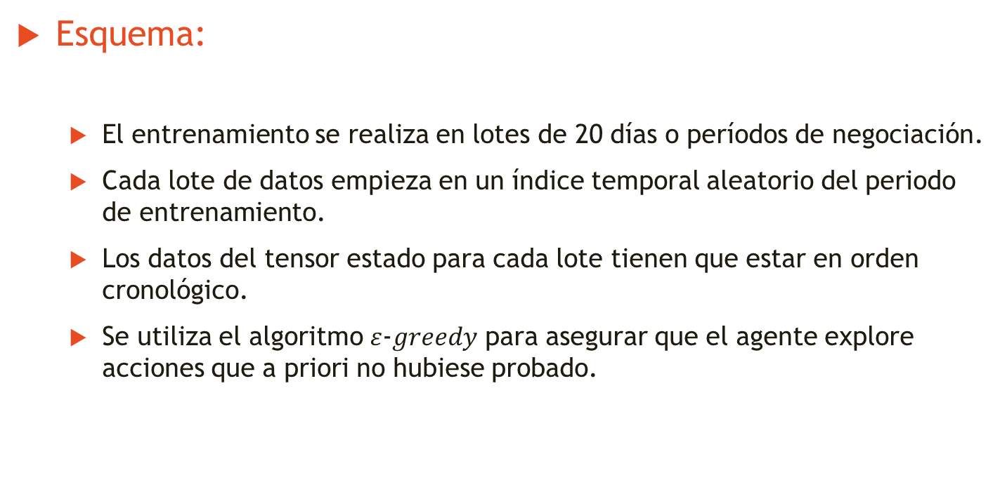 Esquema:
El entrenamiento se realiza en lotes de 20 días o períodos de negociación.
Cada lote de datos empieza en un índice temporal aleatorio del periodo
de entrenamiento.
Los datos del tensor estado para cada lote tienen que estar en orden
cronológico.
Se utiliza el algoritmo ε-greedy para asegurar que el agente explore
acciones que a priori no hubiese probado.